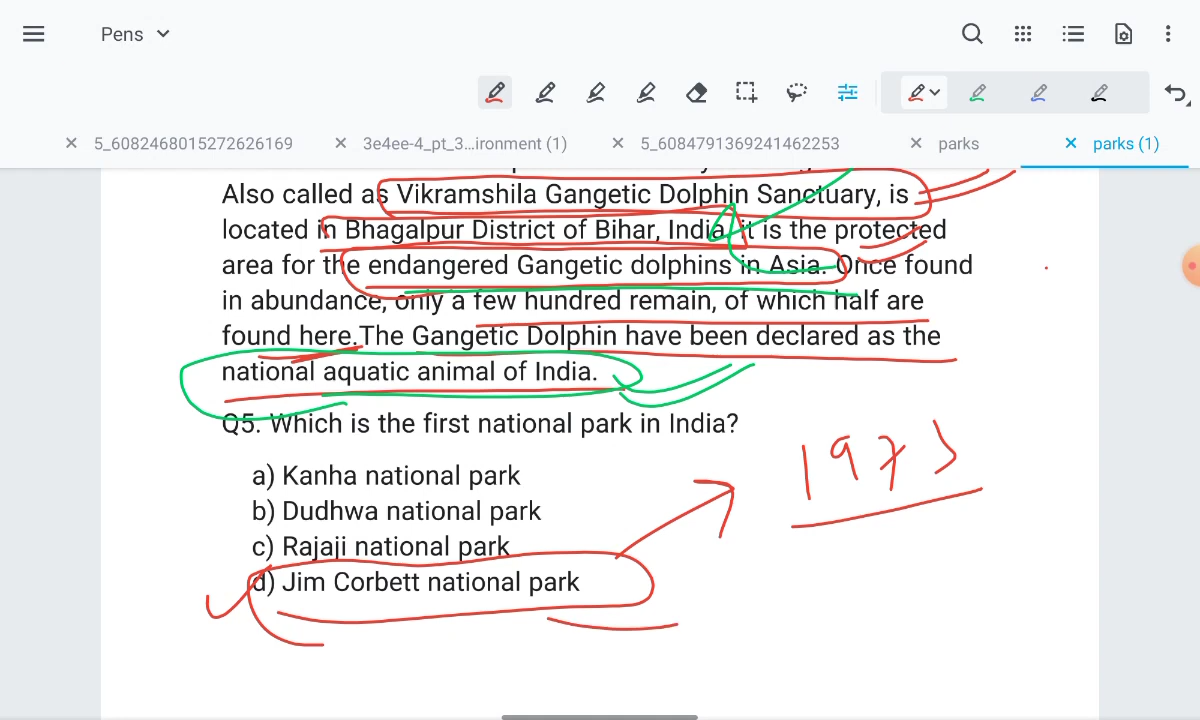 Pens
5_6082468015272626169
3e4ee-4_pt_3...ironment (1)
5_6084791369241462253
parks
parks (1)
Also called as Vikramshila Gangetic Dolphin Sanctuary, is
located in Bhagalpur District of Bihar, India, it is the protected
area for the endangered Gangetic dolphins in Asia. Once found
in abundance, only a few hundred remain, of which half are
found here.The Gangetic Dolphin have been declared as the
national aquatic animal of India.
Q5. Which is the first national park in India?
1973
a) Kanha national park
b) Dudhwa national park
c) Rajaji national park
d) Jim Corbett national park